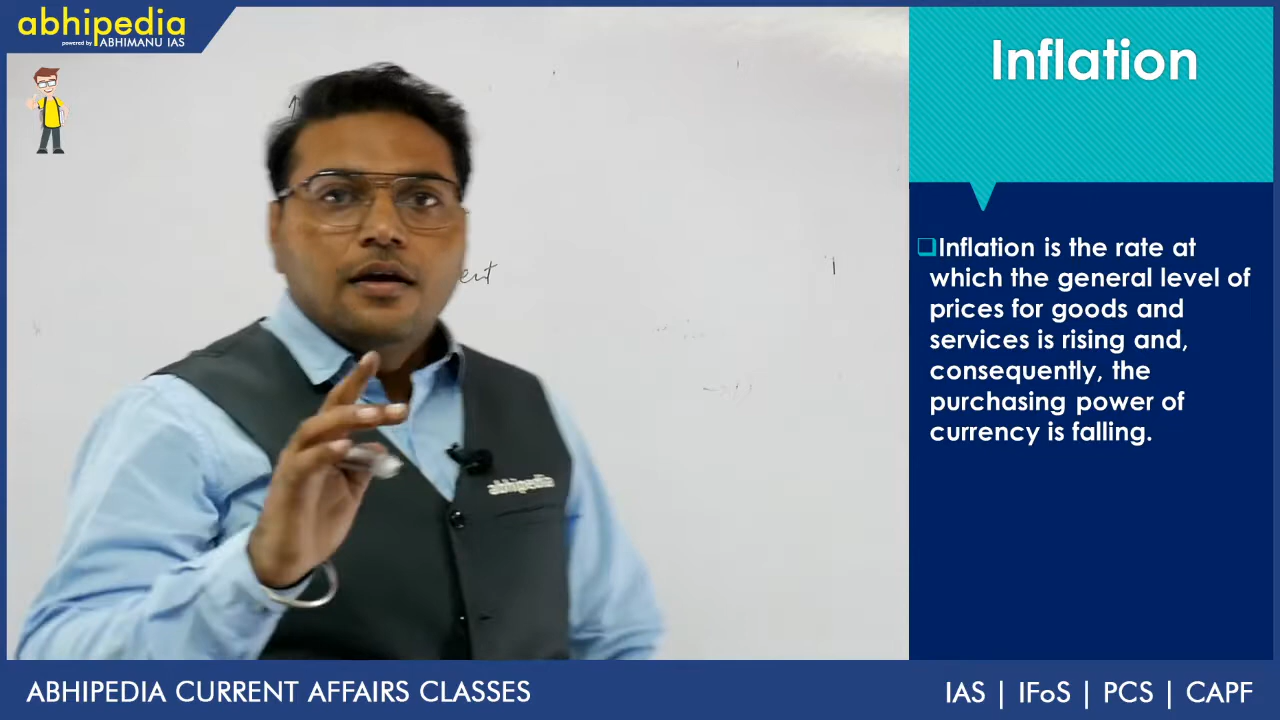 abhipedia
powered by ABHIMANU IAS
Inflation
❑Inflation is the rate at
which the general level of
prices for goods and
services is rising and,
consequently, the
purchasing power of
currency is falling.
abhipedia
ABHIPEDIA CURRENT AFFAIRS CLASSES
IAS | IFoS | PCS | CAPF